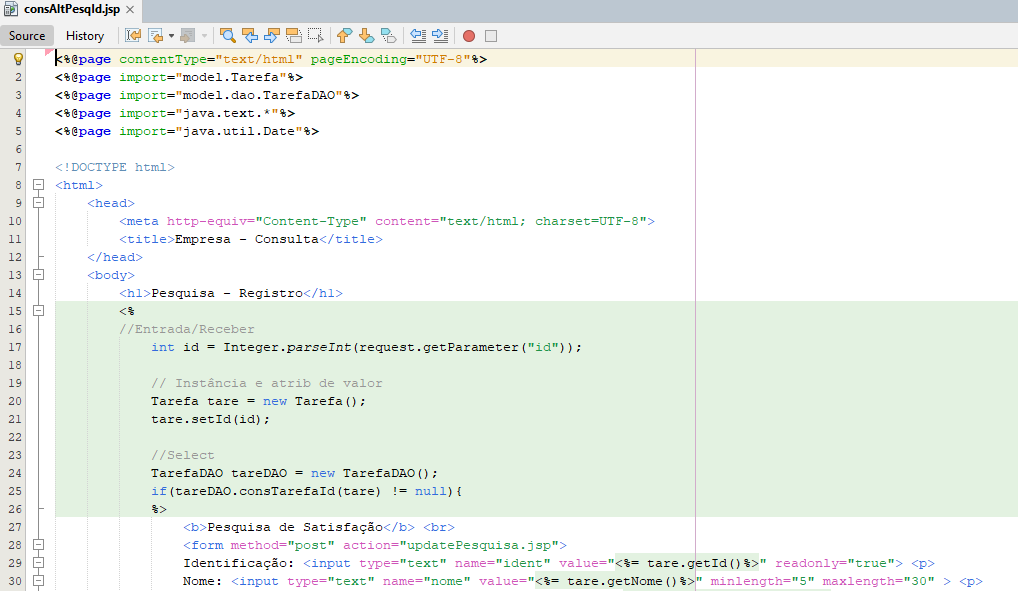 consAltPesqId.jsp
Source History
<%@page contentType="text/html" pageEncoding="UTF-8"%>
2 <%@page import="model.Tarefa"%>
3 <%@page import="model.dao.TarefaDAO"%>
4 <%@page import="java.text.*"%>
5 <%@page import="java.util.Date"%>
6
7 <!DOCTYPE html>
8 <html>
9 <head>
10 <meta http-equiv="Content-Type" content="text/html; charset=UTF-8">
11 <title>Empresa - Consulta</title>
12 </head>
13 <body>
14 <h1>Pesquisa - Registro</h1>
15 <%
16 //Entrada/Receber
17 int id = Integer.parseInt(request.getParameter("id"));
18
19 // Instância e atrib de valor
20 Tarefa tare = new Tarefa();
21 tare.setId(id);
22
23 //Select
24 TarefaDAO tareDAO = new TarefaDAO();
25 if(tareDAO.consTarefaId(tare) != null){
26 %>
27 <b>Pesquisa de Satisfação</b> <br>
28 <form method="post" action="updatePesquisa.jsp">
29 Identificação: <input type="text" name="ident" value="<%= tare.getId()%>" readonly="true"> <p>
30 Nome: <input type="text" name="nome" value="<%= tare.getNome()%>" minlength="5" maxlength="30" > <p>